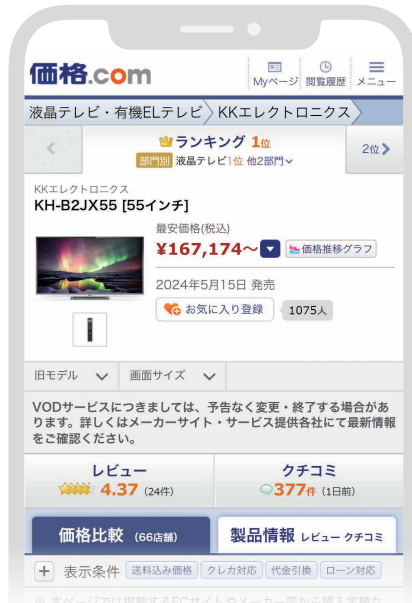 価格.com
Myページ 閲覧履歴 メニュー
液晶テレビ・有機ELテレビ KKエレクトロニクス
ランキング 1位
部門別 液晶テレビ1位 他2部門
2位
KKエレクトロニクス
KH-B2JX55 [55インチ]
最安価格(税込)
¥167,174～ 価格推移グラフ
2024年5月15日 発売
お気に入り登録 1075人
旧モデル 画面サイズ
VODサービスにつきましては、予告なく変更・終了する場合があ
ります。詳しくはメーカーサイト・サービス提供各社にて最新情報
をご確認ください。
レビュー クチコミ
4.37 (24件) 377件 (1日前)
価格比較 (66店舗) 製品情報 レビュー クチコミ
表示条件 送料込み価格 クレカ対応 代金引換 ローン対応